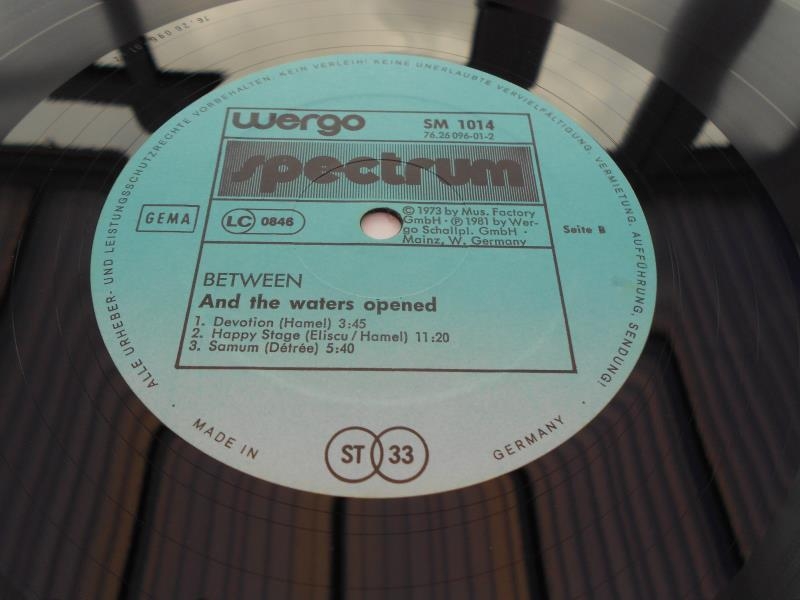 ALLE URHEBER- UND LEISTUNGSSCHUTZRECHTE VORBEHALTEN. KEIN VERLEIH! KEINE UNERLAUBTE VERVIELFÄLTIGUNG, VERMIETUNG, AUFFÜHRUNG, SENDUNG!
wergo
SM 1014
76.26 096-01-2
spectrum
GEMA
LC 0846
© 1973 by Mus. Factory
GmbH · ℗ 1981 by Wer-
go Schallpl. GmbH ·
Mainz, W. Germany
Seite B
BETWEEN
And the waters opened
1. Devotion (Hamel) 3:45
2. Happy Stage (Eliscu / Hamel) 11:20
3. Samum (Détrée) 5:40
MADE IN GERMANY
ST 33